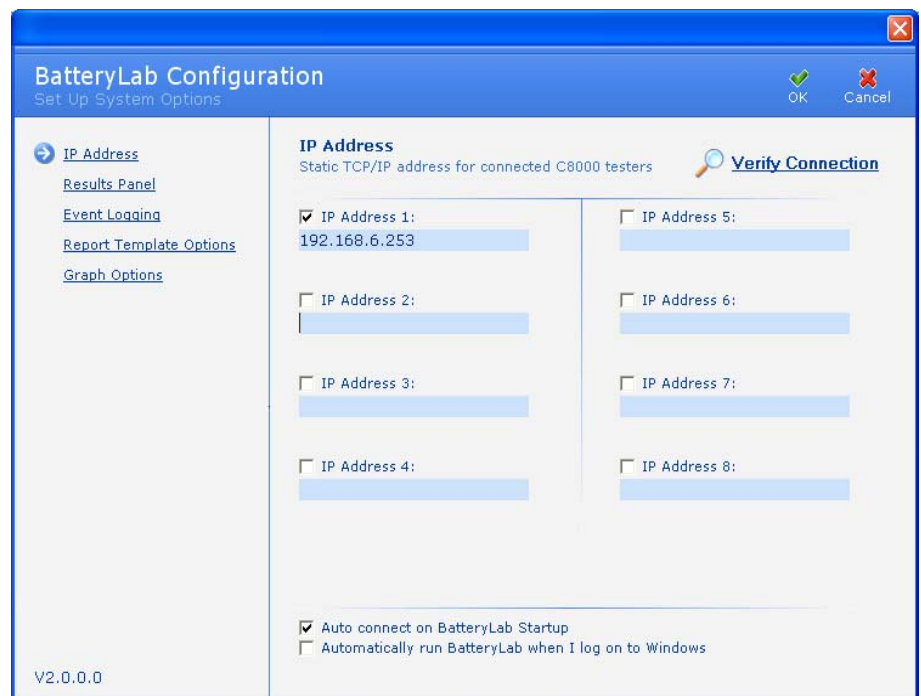 BatteryLab Configuration
Set Up System Options
OK
Cancel
IP Address
Results Panel
Event Logging
Report Template Options
Graph Options
V2.0.0.0
IP Address
Static TCP/IP address for connected C8000 testers
Verify Connection
IP Address 1:
192.168.6.253
IP Address 2:
IP Address 3:
IP Address 4:
IP Address 5:
IP Address 6:
IP Address 7:
IP Address 8:
Auto connect on BatteryLab Startup
Automatically run BatteryLab when I log on to Windows